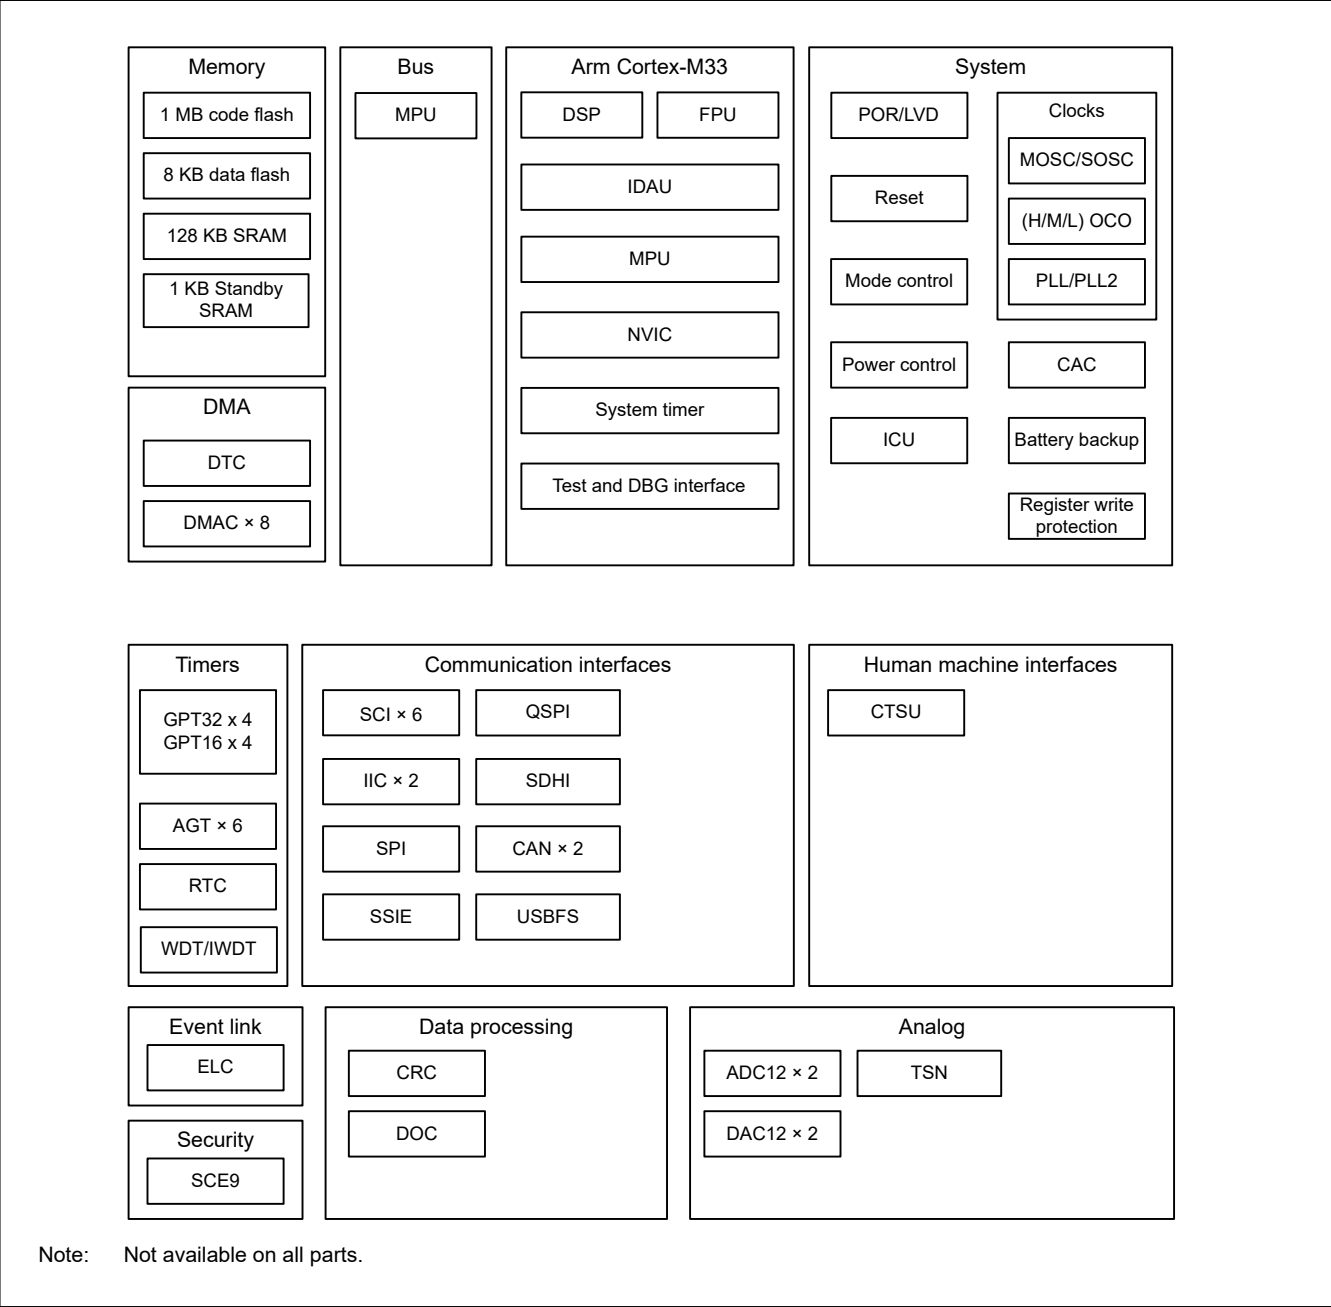 Memory
1 MB code flash
8 KB data flash
128 KB SRAM
1 KB Standby
SRAM
DMA
DTC
DMAC × 8
Bus
MPU
Arm Cortex-M33
DSP
FPU
IDAU
MPU
NVIC
System timer
Test and DBG interface
System
POR/LVD
Reset
Mode control
Power control
ICU
Clocks
MOSC/SOSC
(H/M/L) OCO
PLL/PLL2
CAC
Battery backup
Register write
protection
Timers
GPT32 x 4
GPT16 x 4
AGT × 6
RTC
WDT/IWDT
Communication interfaces
SCI × 6
QSPI
IIC × 2
SDHI
SPI
CAN × 2
SSIE
USBFS
Human machine interfaces
CTSU
Event link
ELC
Security
SCE9
Data processing
CRC
DOC
Analog
ADC12 × 2
TSN
DAC12 × 2
Note: Not available on all parts.